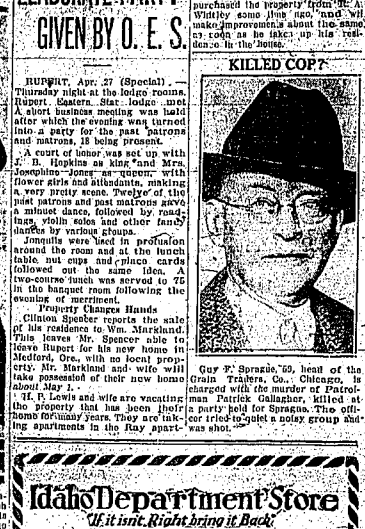 GIVEN BY O. E. S.
RUPERT, Apr. 27 (Special) —
Thursday night at the lodge rooms,
Rupert Eastern Star lodge met
A short business meeting was held
after which the evening was turned
into a party for the past patrons
and matrons, 18 being present.
A court of honor was set up with
J. B. Hopkins as king and Mrs.
Josephine Jones as queen, with
flower girls and attendants, making
a very pretty scene. Twelve of the
past patrons and past matrons gave
a minuet dance, followed by read-
ings, violin solos and other fancy
dances by various groups.
Jonquils were used in profusion
around the room and at the lunch
table, nut cups and place cards
followed out the same idea. A
two-course lunch was served to 75
in the banquet room following the
evening of merriment.
Property Changes Hands
Clinton Spencer reports the sale
of his residence to Wm. Markland.
This leaves Mr. Spencer able to
leave Rupert for his new home in
Medford, Ore., with no local prop-
erty. Mr. Markland and wife will
take possession of their new home
about May 1.
H. F. Lewis and wife are vacating
the property that has been their
home for many years. They are tak-
ing apartments in the Ray apart-
purchased the property from R. A.
Whitley some time ago, and will
make improvements about the same
as soon as he takes up his resi-
dence in the house.
KILLED COP?
Guy F. Sprague, 69, head of the
Grain Traders, Co., Chicago, is
charged with the murder of Patrol-
man Patrick Gallagher, killed at
a party held for Sprague. The offi-
cer tried to quiet a noisy group and
was shot.
Idaho Department Store
"If it isn't Right bring it Back"